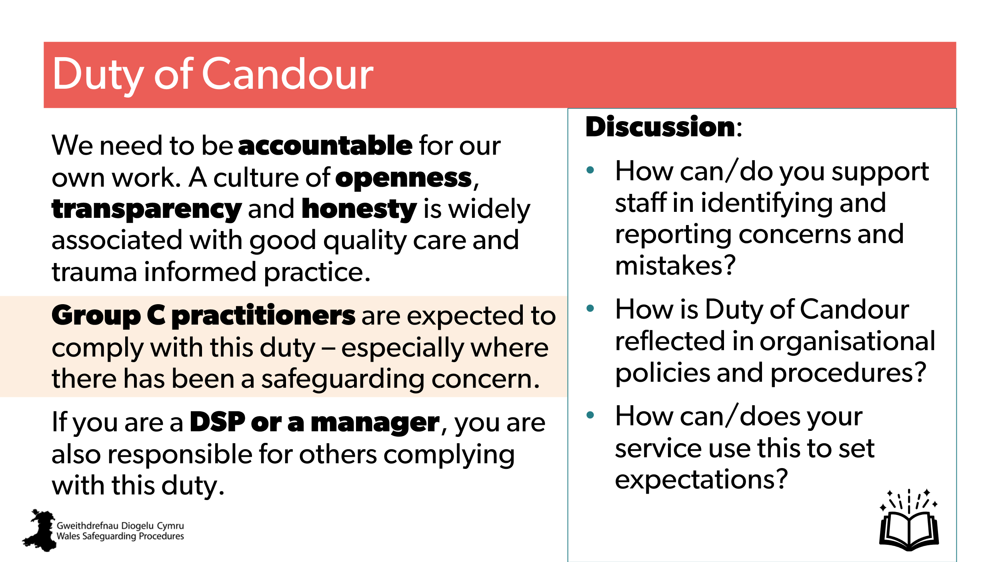 Duty of Candour
We need to be accountable for our
own work. A culture of openness,
transparency and honesty is widely
associated with good quality care and
trauma informed practice.
Group C practitioners are expected to
comply with this duty – especially where
there has been a safeguarding concern.
If you are a DSP or a manager, you are
also responsible for others complying
with this duty.
Gweithdrefnau Diogelu Cymru
Wales Safeguarding Procedures
Discussion:
• How can/do you support
staff in identifying and
reporting concerns and
mistakes?
• How is Duty of Candour
reflected in organisational
policies and procedures?
• How can/does your
service use this to set
expectations?